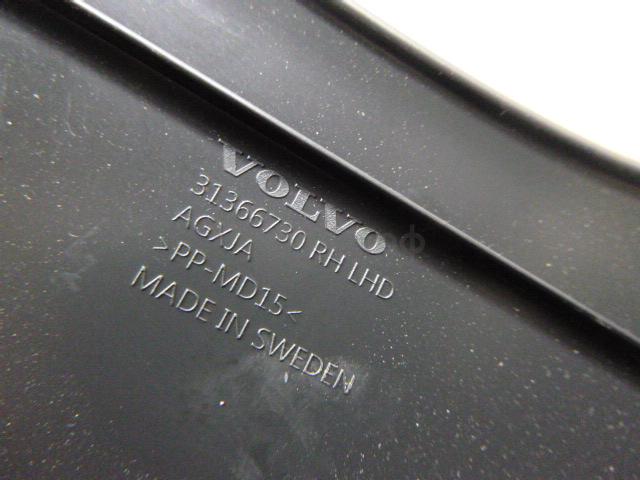 VOLVO
31366730 RH LHD
AGXJA
>PP-MD15<
MADE IN SWEDEN